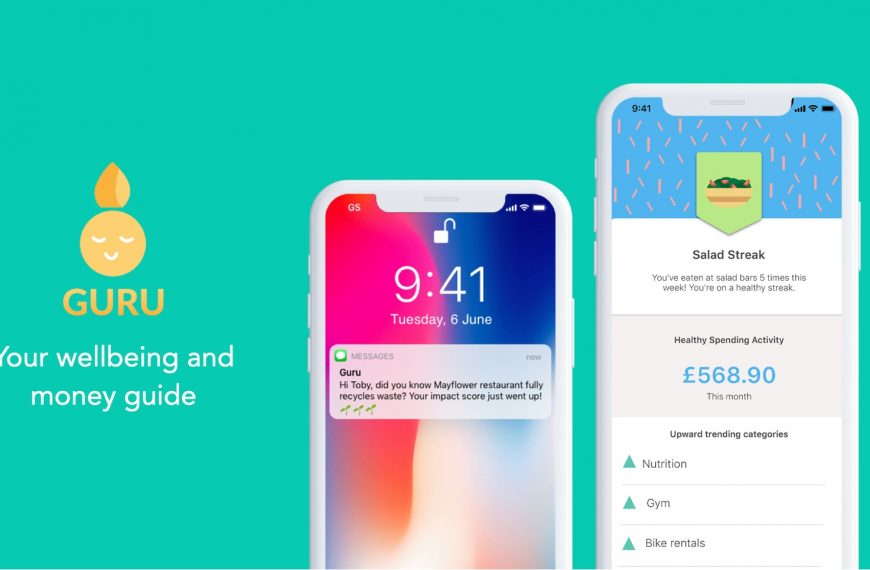 GURU
Your wellbeing and
money guide
GS
9:41
Tuesday, 6 June
MESSAGES
now
Guru
Hi Toby, did you know Mayflower restaurant fully
recycles waste? Your impact score just went up!
9:41
Salad Streak
You've eaten at salad bars 5 times this
week! You're on a healthy streak.
Healthy Spending Activity
£568.90
This month
Upward trending categories
Nutrition
Gym
Bike rentals